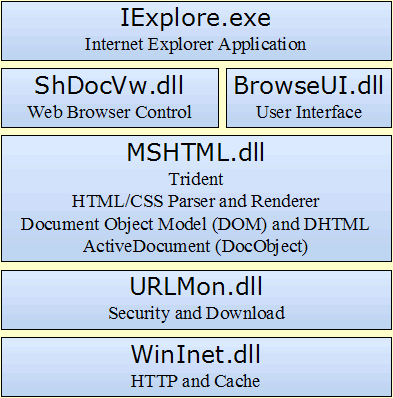 IExplore.exe
Internet Explorer Application
ShDocVw.dll
Web Browser Control
BrowseUI.dll
User Interface
MSHTML.dll
Trident
HTML/CSS Parser and Renderer
Document Object Model (DOM) and DHTML
ActiveDocument (DocObject)
URLMon.dll
Security and Download
WinInet.dll
HTTP and Cache